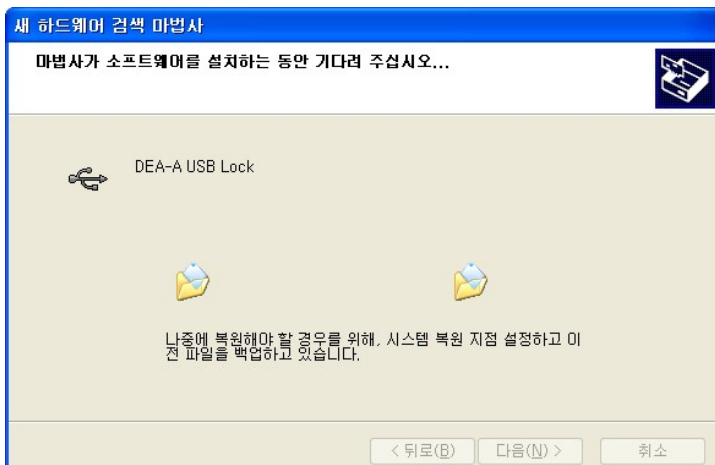 새 하드웨어 검색 마법사
마법사가 소프트웨어를 설치하는 동안 기다려 주십시오...
DEA-A USB Lock
나중에 복원해야 할 경우를 위해, 시스템 복원 지점 설정하고 이
전 파일을 백업하고 있습니다.
< 뒤로(B) 다음(N) > 취소